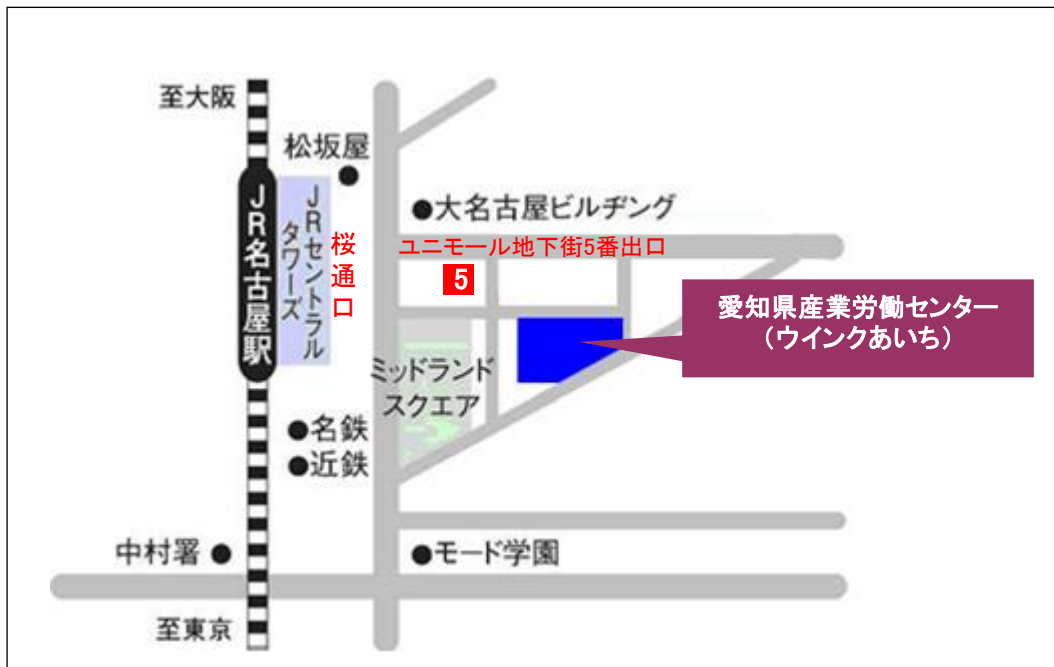 至大阪
松坂屋
JR名古屋駅
JRセントラル
タワーズ
桜通口
大名古屋ビルヂング
ユニモール地下街5番出口
5
愛知県産業労働センター
(ウインクあいち)
ミッドランド
スクエア
名鉄
近鉄
中村署
モード学園
至東京